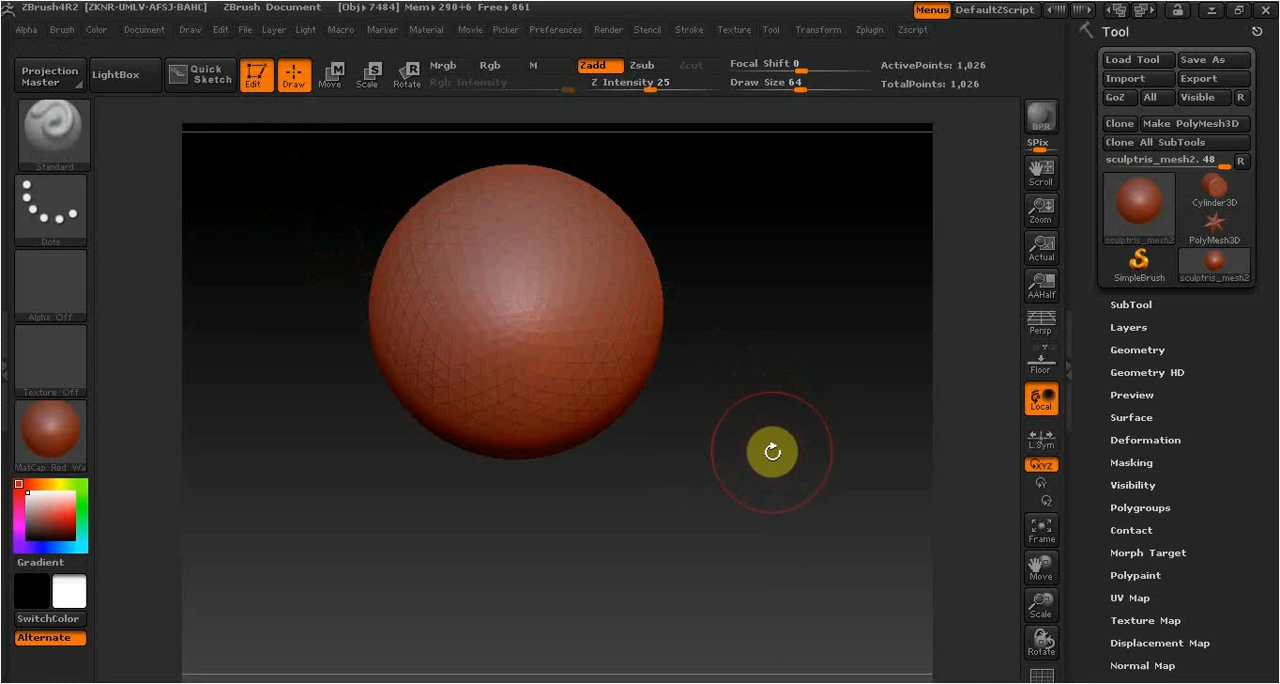 ZBrush4R2 [ZKNR-UMLV-AFSJ-BAHC] ZBrush Document [Obj▸7484] Mem▸290+6 Free▸861 Menus DefaultZScript
Alpha Brush Color Document Draw Edit File Layer Light Macro Marker Material Movie Picker Preferences Render Stencil Stroke Texture Tool Transform Zplugin Zscript
Projection Master
LightBox
Quick Sketch
Edit
Draw
Move
Scale
Rotate
Mrgb Rgb M
Rgb Intensity
Zadd Zsub Zcut
Z Intensity 25
Focal Shift 0
Draw Size 64
ActivePoints: 1,026
TotalPoints: 1,026
Standard
Dots
Alpha Off
Texture Off
MatCap Red Wa
Gradient
SwitchColor
Alternate
BPR
SPix
Scroll
Zoom
Actual
AAHalf
Persp
Floor
Local
L.Sym
XYZ
Y
Z
Frame
Move
Scale
Rotate
Tool
Load Tool Save As
Import Export
GoZ All Visible R
Clone Make PolyMesh3D
Clone All SubTools
sculptris_mesh2. 48 R
sculptris_mesh2
Cylinder3D
PolyMesh3D
SimpleBrush
sculptris_mesh2
SubTool
Layers
Geometry
Geometry HD
Preview
Surface
Deformation
Masking
Visibility
Polygroups
Contact
Morph Target
Polypaint
UV Map
Texture Map
Displacement Map
Normal Map